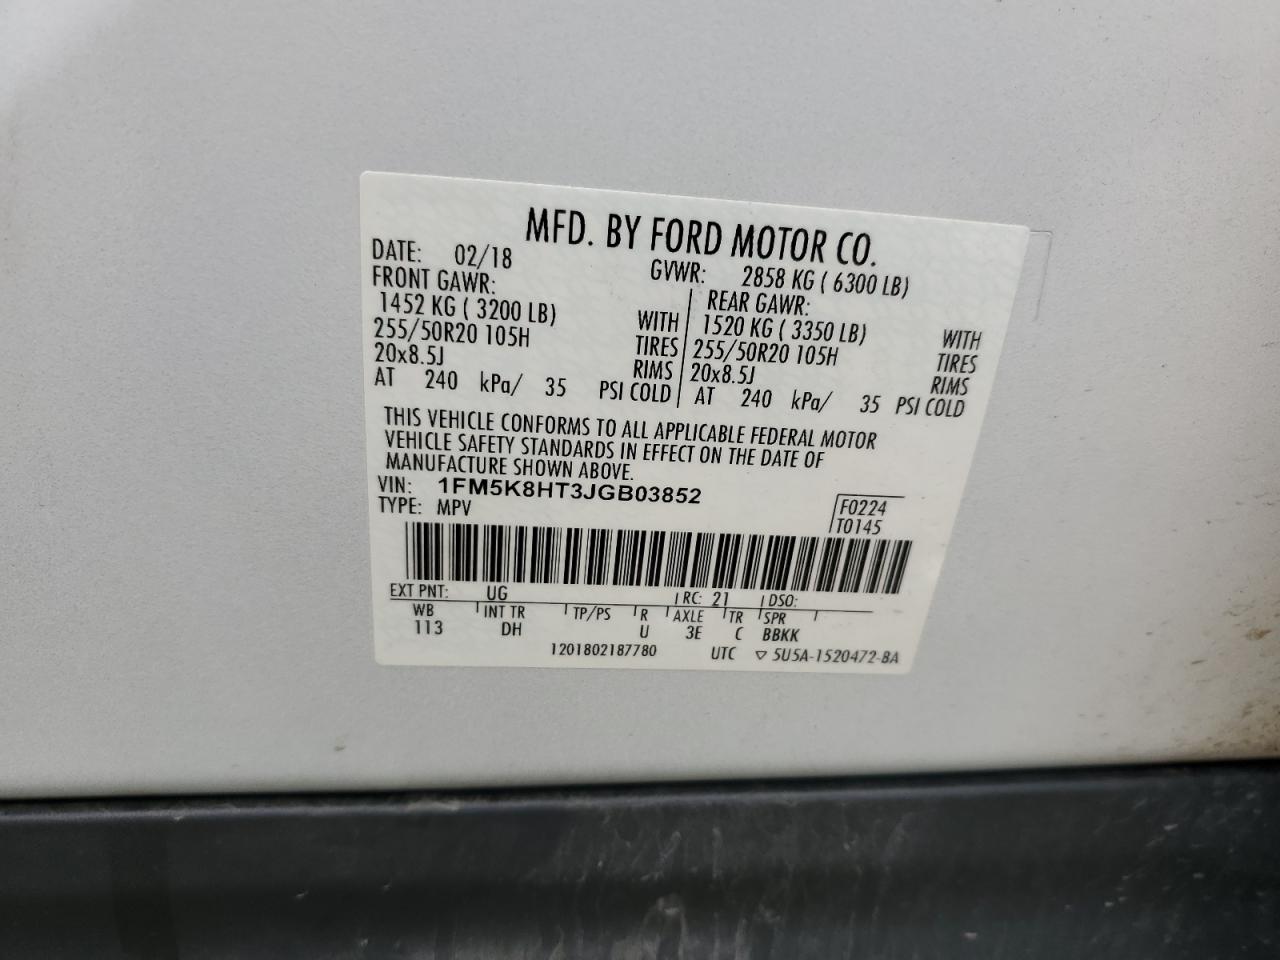 MFD. BY FORD MOTOR CO.
DATE: 02/18 GVWR: 2858 KG ( 6300 LB)
FRONT GAWR: REAR GAWR:
1452 KG ( 3200 LB) WITH 1520 KG ( 3350 LB) WITH
255/50R20 105H TIRES 255/50R20 105H TIRES
20x8.5J RIMS 20x8.5J RIMS
AT 240 kPa/ 35 PSI COLD AT 240 kPa/ 35 PSI COLD
THIS VEHICLE CONFORMS TO ALL APPLICABLE FEDERAL MOTOR
VEHICLE SAFETY STANDARDS IN EFFECT ON THE DATE OF
MANUFACTURE SHOWN ABOVE.
VIN: 1FM5K8HT3JGB03852
TYPE: MPV
F0224
T0145
EXT PNT: UG RC: 21 DSO:
WB INT TR TP/PS R AXLE TR SPR
113 DH U 3E C BBKK
1201802187780 UTC ▽ 5U5A-1520472-BA